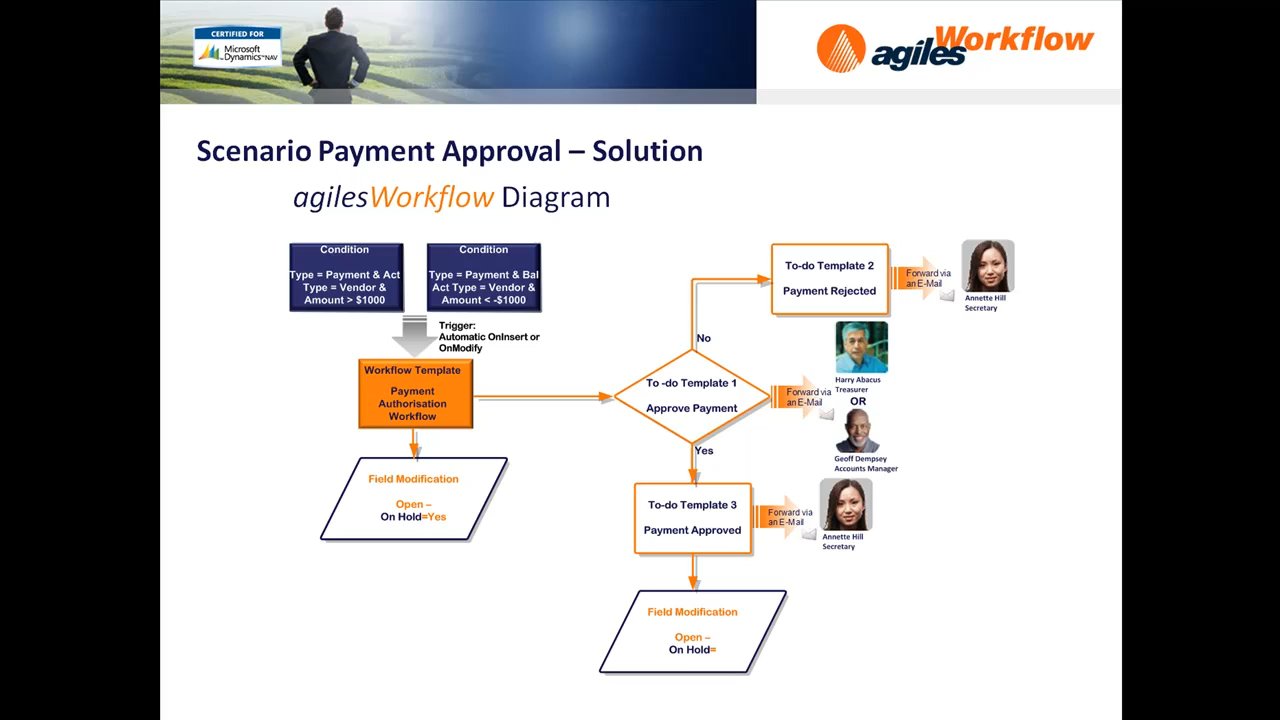 CERTIFIED FOR
Microsoft
Dynamics NAV
agiles Workflow
Scenario Payment Approval – Solution
agilesWorkflow Diagram
Condition
Type = Payment & Act
Type = Vendor &
Amount > $1000
Condition
Type = Payment & Bal
Act Type = Vendor &
Amount < -$1000
Trigger:
Automatic OnInsert or
OnModify
Workflow Template
Payment
Authorisation
Workflow
Field Modification
Open –
On Hold=Yes
To -do Template 1
Approve Payment
No
Yes
To-do Template 2
Payment Rejected
Forward via
an E-Mail
Annette Hill
Secretary
Forward via
an E-Mail
Harry Abacus
Treasurer
OR
Geoff Dempsey
Accounts Manager
To-do Template 3
Payment Approved
Forward via
an E-Mail
Annette Hill
Secretary
Field Modification
Open –
On Hold=